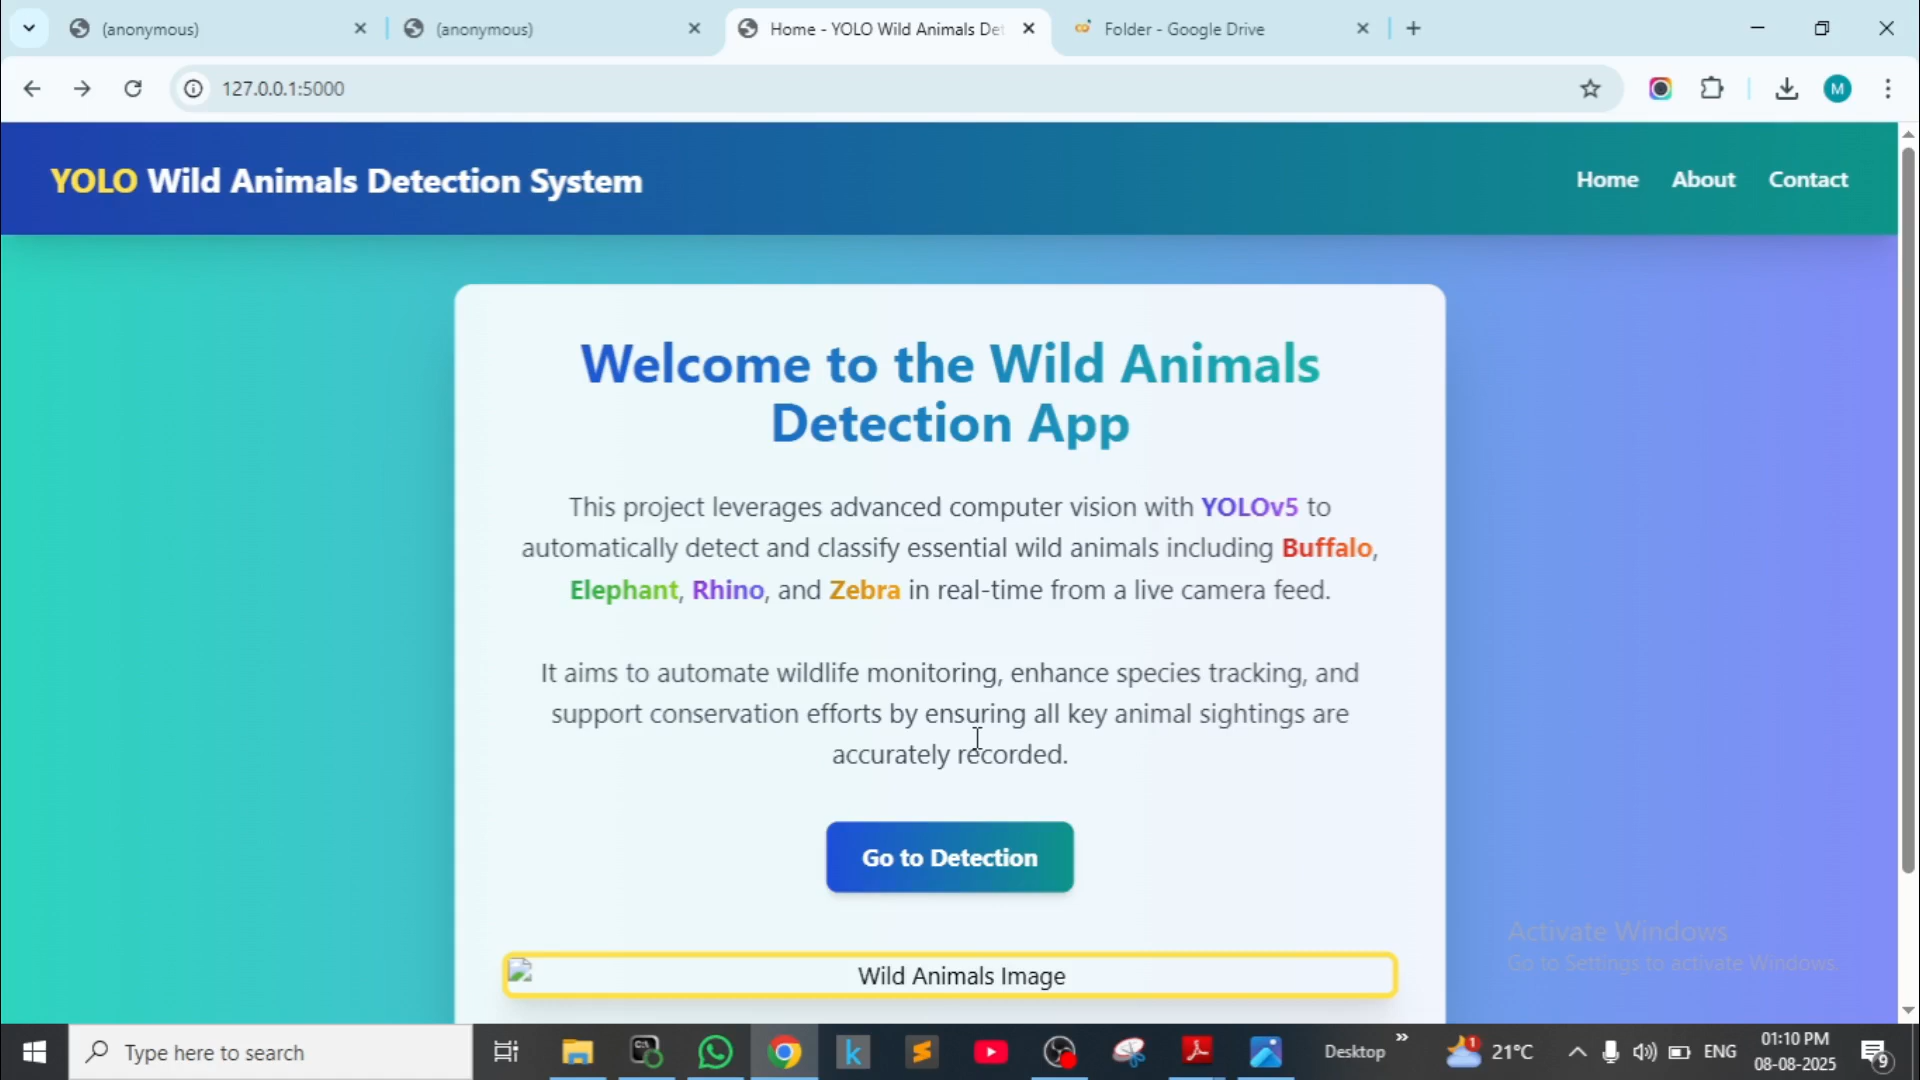 (anonymous)
(anonymous)
Home - YOLO Wild Animals Det
Folder - Google Drive
127.0.0.1:5000
M
YOLO Wild Animals Detection System
Home
About
Contact
Welcome to the Wild Animals
Detection App
This project leverages advanced computer vision with YOLOv5 to
automatically detect and classify essential wild animals including Buffalo,
Elephant, Rhino, and Zebra in real-time from a live camera feed.
It aims to automate wildlife monitoring, enhance species tracking, and
support conservation efforts by ensuring all key animal sightings are
accurately recorded.
Go to Detection
Wild Animals Image
Activate Windows
Go to Settings to activate Windows.
Type here to search
Desktop
21°C
ENG
01:10 PM
08-08-2025
9